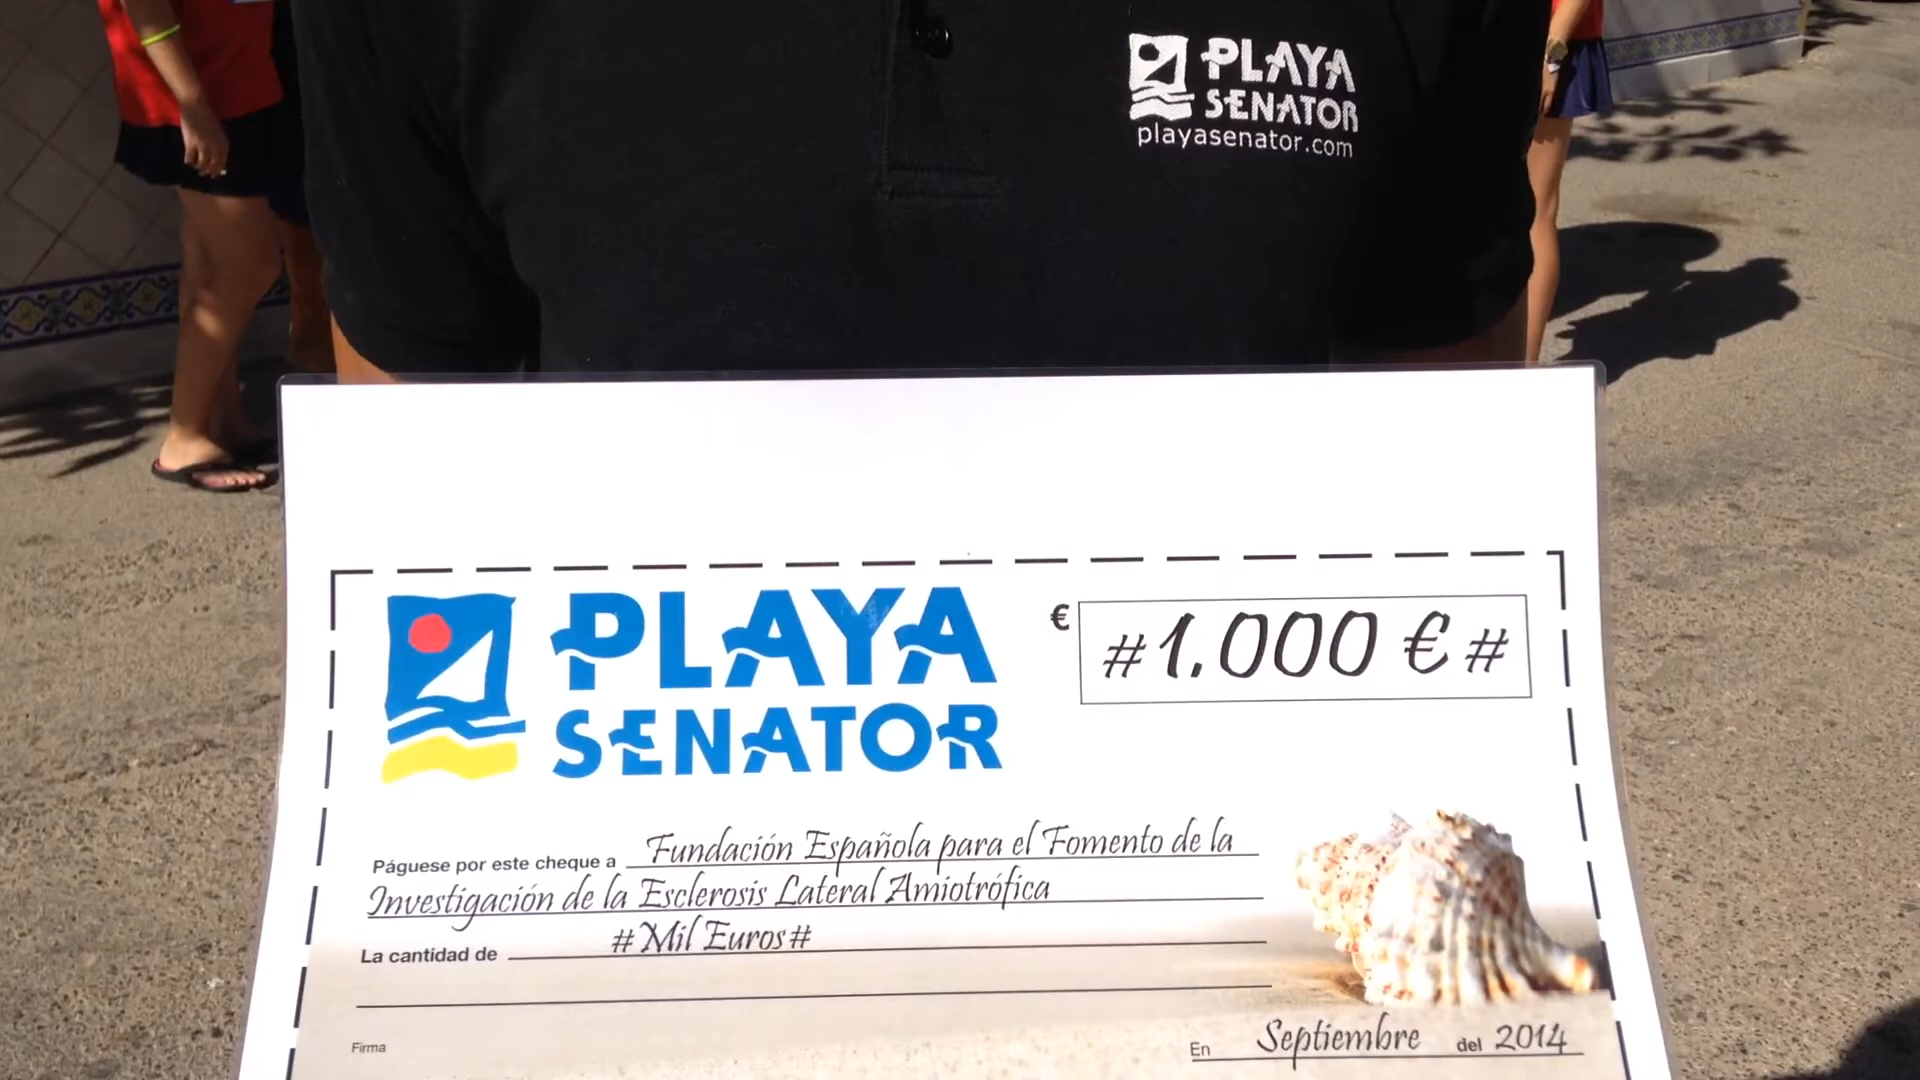 PLAYA
SENATOR
playasenator.com
PLAYA
SENATOR
€ #1.000 €#
Páguese por este cheque a Fundación Española para el Fomento de la
Investigación de la Esclerosis Lateral Amiotrófica
La cantidad de #Mil Euros#
Firma
En Septiembre del 2014